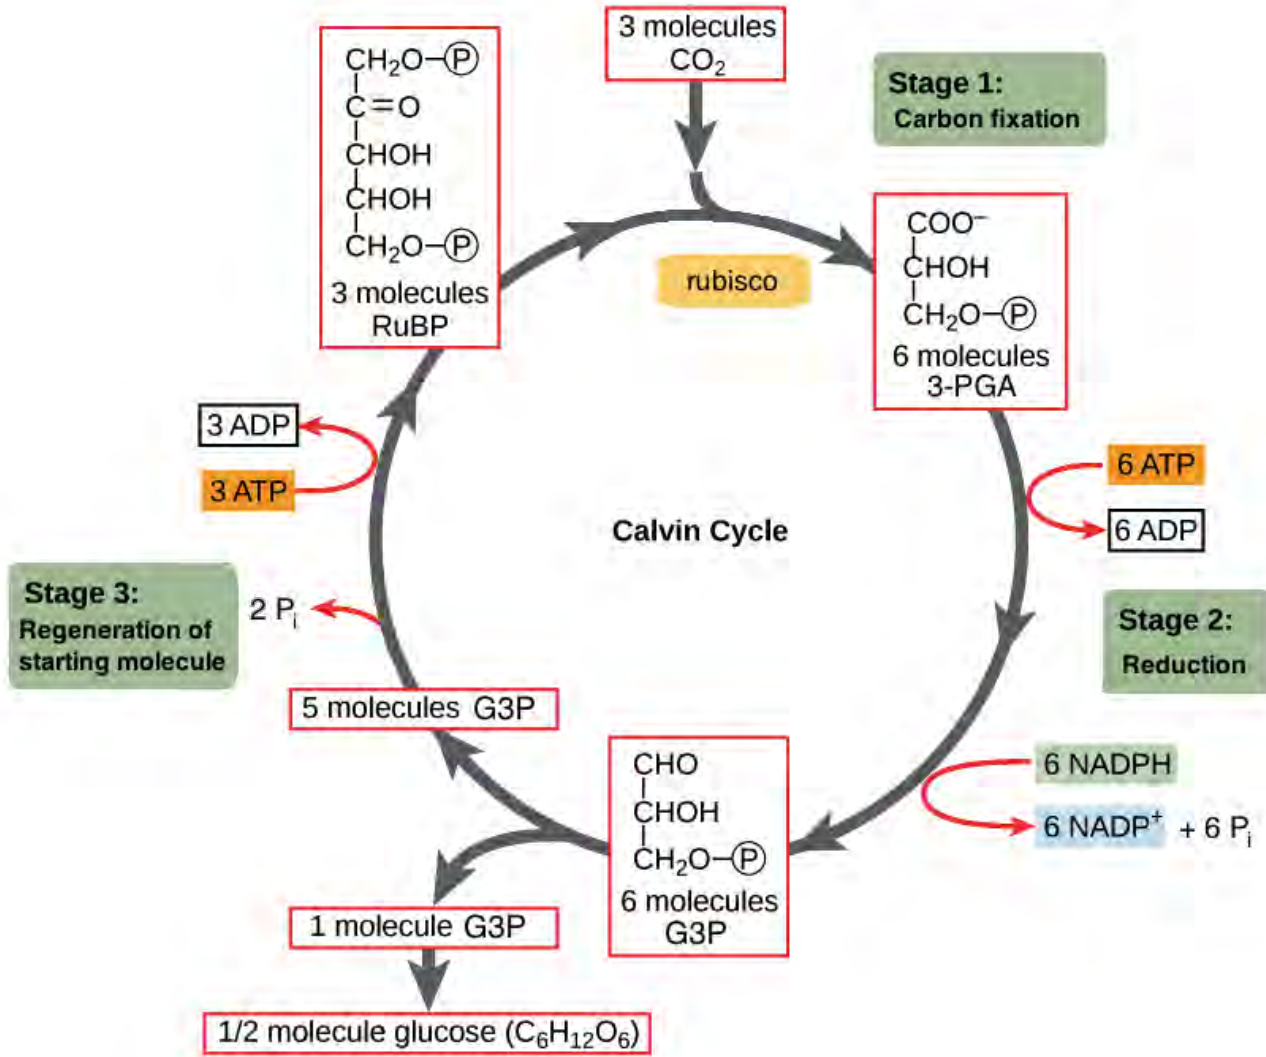 3 molecules
CO₂
Stage 1:
Carbon fixation
CH₂O–Ⓟ
C=O
CHOH
CHOH
CH₂O–Ⓟ
3 molecules
RuBP
rubisco
COO⁻
CHOH
CH₂O–Ⓟ
6 molecules
3-PGA
6 ATP
6 ADP
Stage 2:
Reduction
6 NADPH
6 NADP⁺ + 6 Pᵢ
CHO
CHOH
CH₂O–Ⓟ
6 molecules
G3P
1 molecule G3P
1/2 molecule glucose (C₆H₁₂O₆)
5 molecules G3P
2 Pᵢ
Stage 3:
Regeneration of
starting molecule
3 ATP
3 ADP
Calvin Cycle